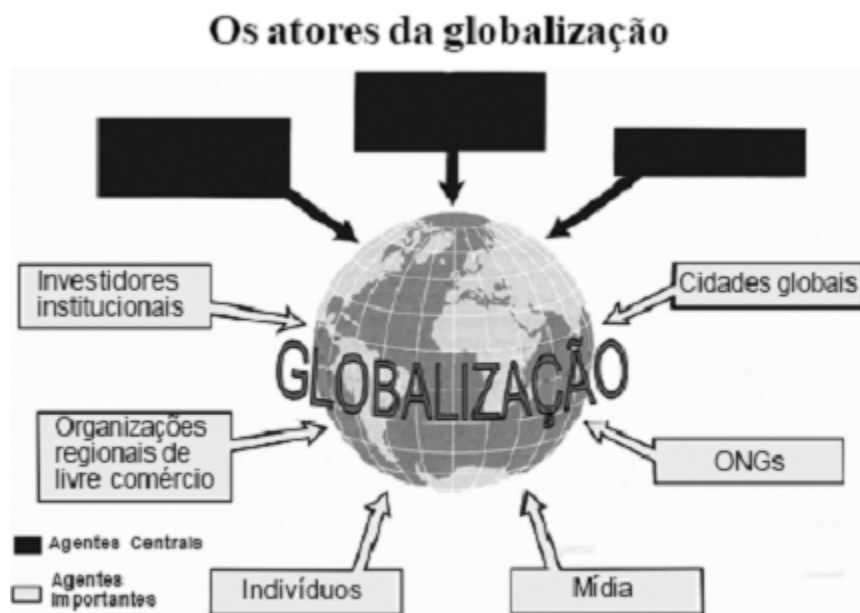 Os atores da globalização
Investidores
institucionais
Cidades globais
GLOBALIZAÇÃO
Organizações
regionais de
livre comércio
ONGs
Agentes Centrais
Agentes
Importantes
Indivíduos
Mídia